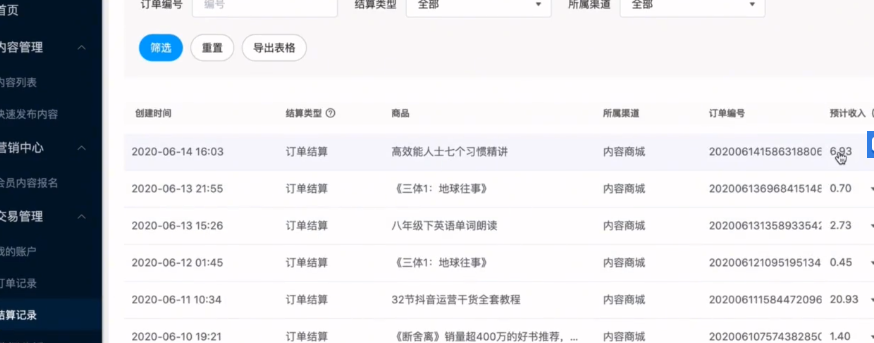 首页
订单编号 编号 结算类型 全部 所属渠道 全部
内容管理
筛选 重置 导出表格
内容列表
快速发布内容
创建时间 结算类型 ? 商品 所属渠道 订单编号 预计收入
营销中心
2020-06-14 16:03 订单结算 高效能人士七个习惯精讲 内容商城 20200614158631880 6.93
会员内容报名
2020-06-13 21:55 订单结算 《三体1：地球往事》 内容商城 2020061369684151 0.70
交易管理
2020-06-13 15:26 订单结算 八年级下英语单词朗读 内容商城 2020061313589335 2.73
我的账户
2020-06-12 01:45 订单结算 《三体1：地球往事》 内容商城 202006121095195134 0.45
订单记录
2020-06-11 10:34 订单结算 32节抖音运营干货全套教程 内容商城 202006111584472096 20.93
结算记录
2020-06-10 19:21 订单结算 《断舍离》销量超400万的好书推荐，... 内容商城 20200610757438285 1.40